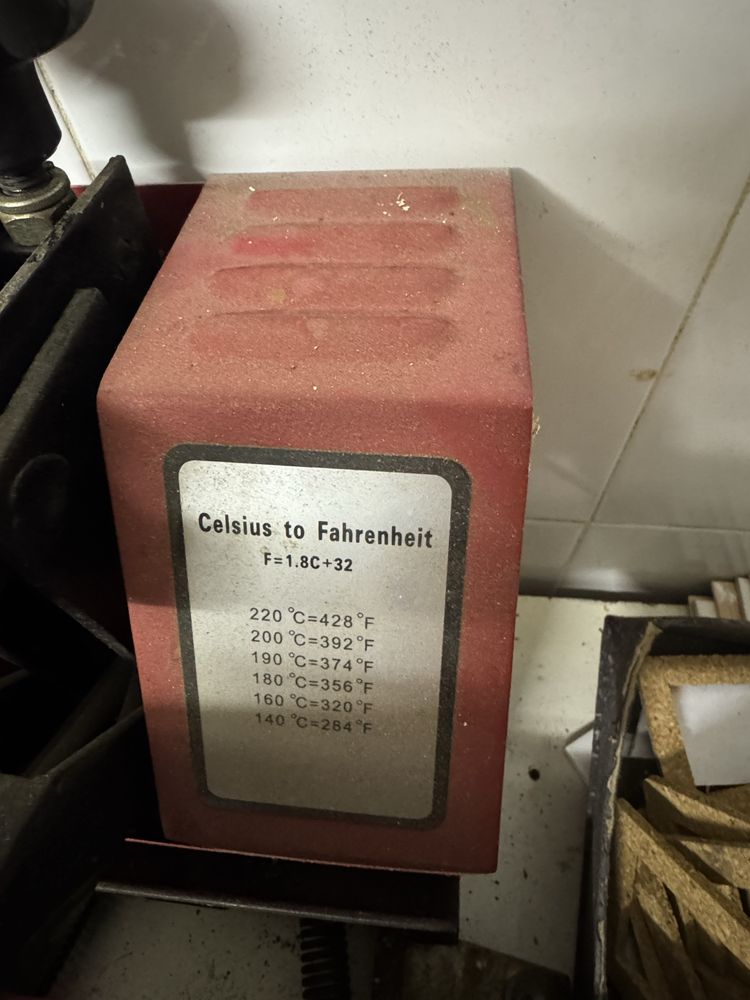 Celsius to Fahrenheit
F=1.8C+32
220 °C=428°F
200 °C=392°F
190 °C=374°F
180 °C=356°F
160 °C=320°F
140 °C=284°F